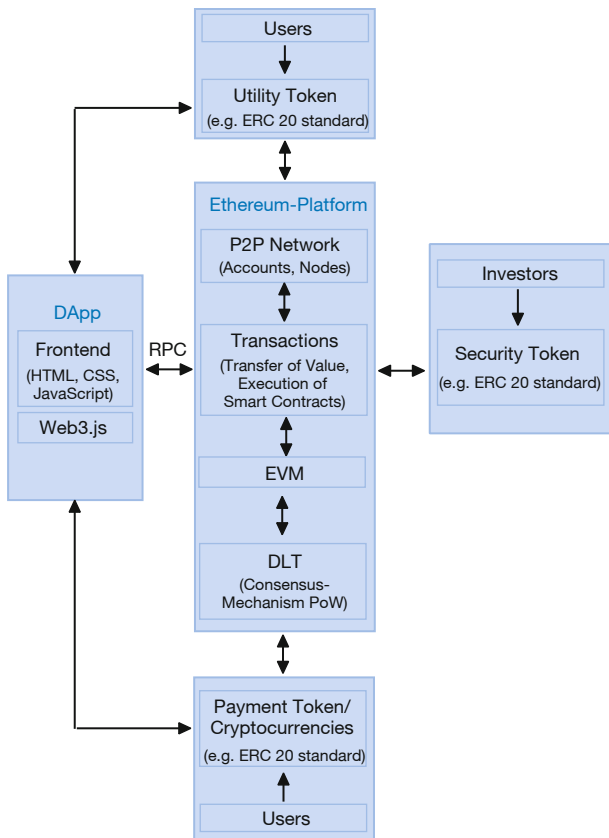 Users
Utility Token
(e.g. ERC 20 standard)
Ethereum-Platform
P2P Network
(Accounts, Nodes)
Transactions
(Transfer of Value,
Execution of
Smart Contracts)
EVM
DLT
(Consensus-
Mechanism PoW)
DApp
Frontend
(HTML, CSS,
JavaScript)
Web3.js
RPC
Investors
Security Token
(e.g. ERC 20 standard)
Payment Token/
Cryptocurrencies
(e.g. ERC 20 standard)
Users